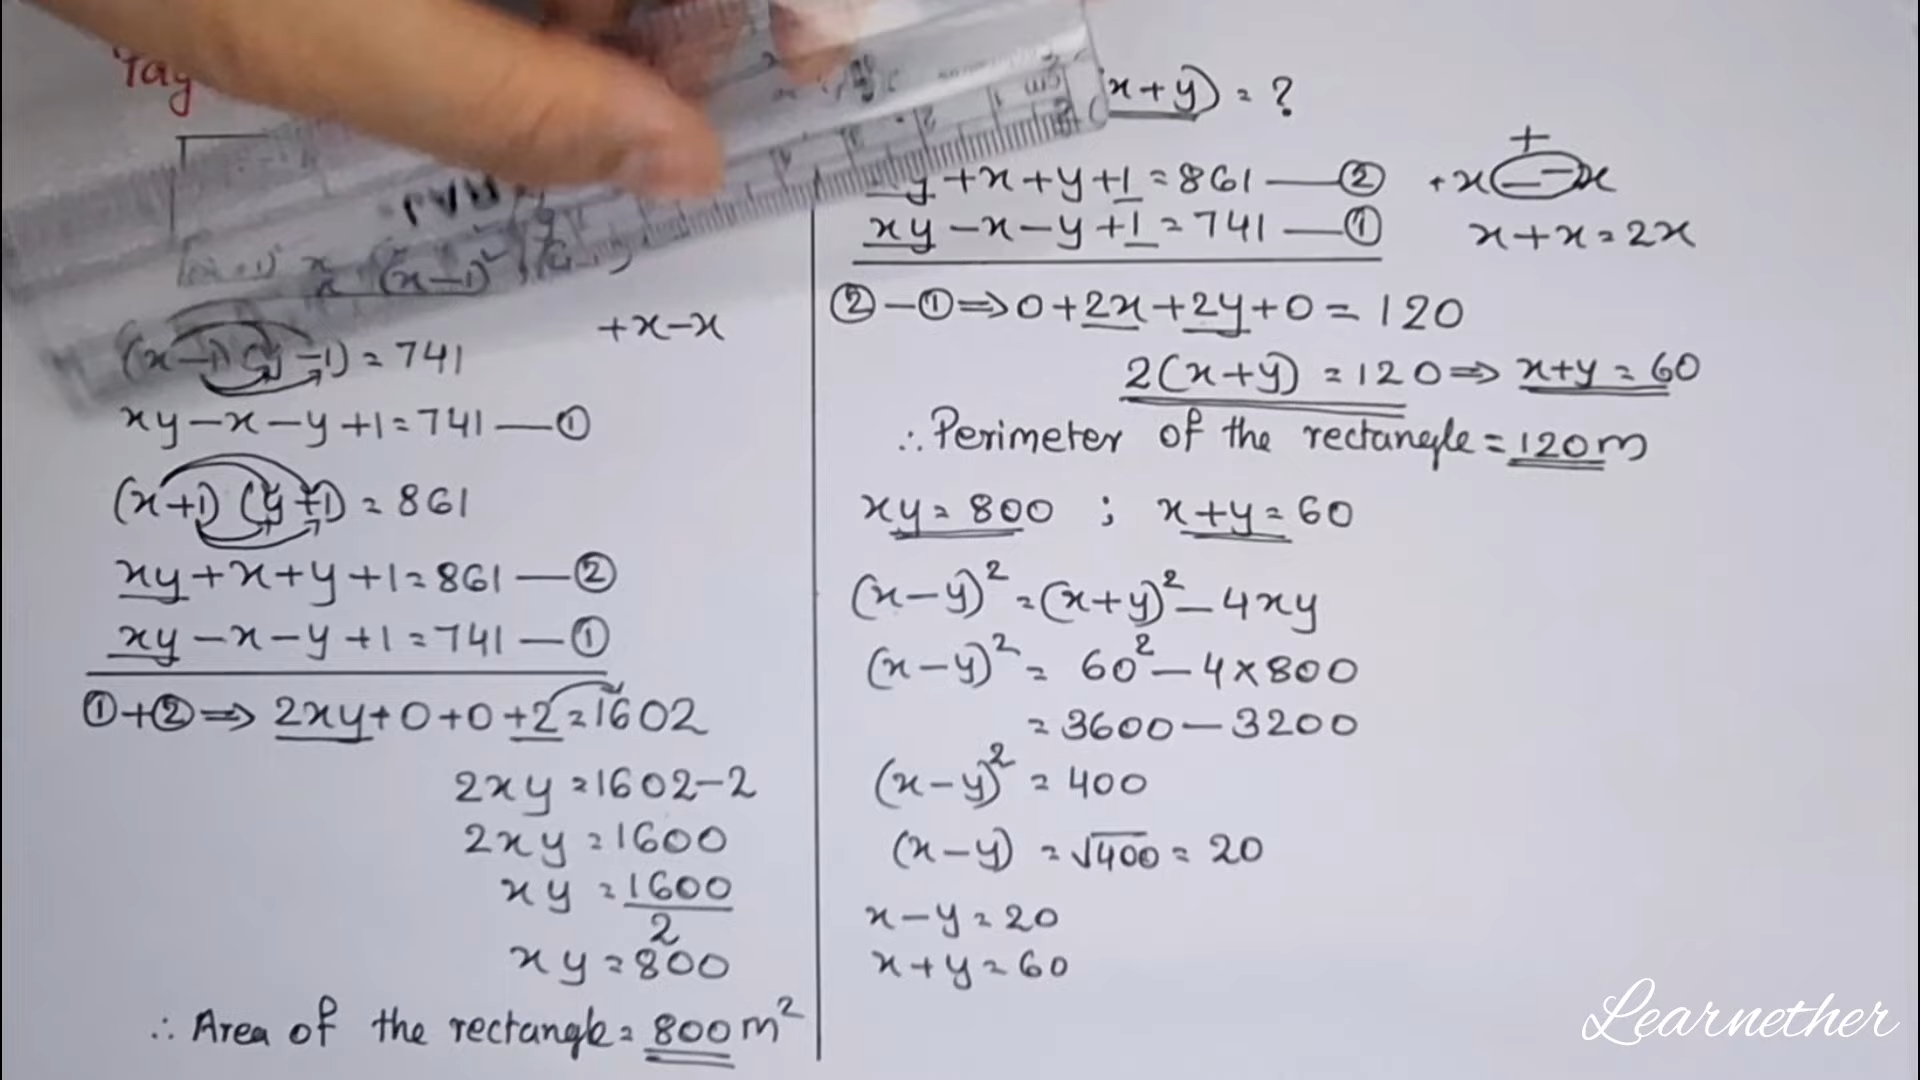 (x-1)(y-1)=741
+x-x
xy-x-y+1=741 — ①
(x+1)(y+1)=861
xy+x+y+1=861 — ②
xy-x-y+1=741 — ①
①+② ⇒ 2xy+0+0+2=1602
2xy=1602-2
2xy=1600
xy=1600/2
xy=800
∴ Area of the rectangle=800m²
x+y)=?
y+x+y+1=861 — ②
xy-x-y+1=741 — ①
+
+x--x
x+x=2x
②-① ⇒ 0+2x+2y+0=120
2(x+y)=120 ⇒ x+y=60
∴ Perimeter of the rectangle=120m
xy=800 ; x+y=60
(x-y)²=(x+y)²-4xy
(x-y)²=60²-4×800
=3600-3200
(x-y)²=400
(x-y)=√400=20
x-y=20
x+y=60
Learnether